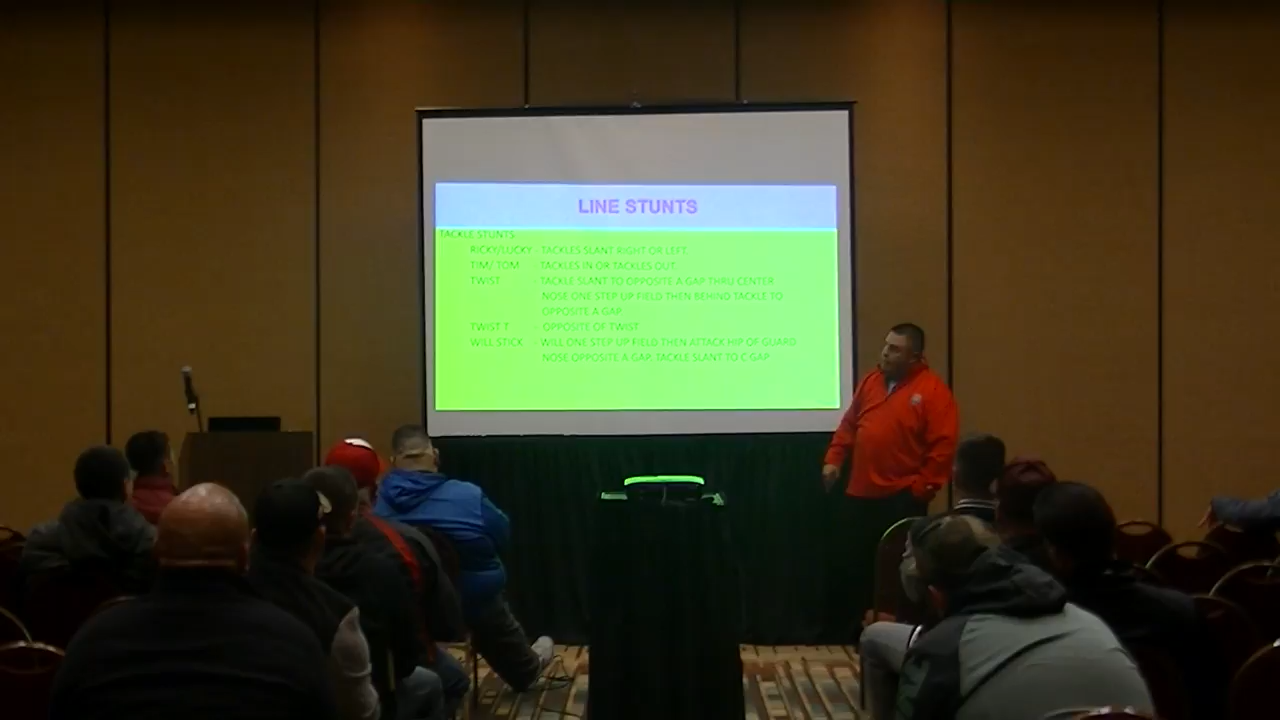 LINE STUNTS
TACKLE STUNTS
RICKY/LUCKY - TACKLES SLANT RIGHT OR LEFT
TIM/ TOM - TACKLES IN OR TACKLES OUT
TWIST - TACKLE SLANT TO OPPOSITE A GAP THRU CENTER
NOSE ONE STEP UP FIELD THEN BEHIND TACKLE TO
OPPOSITE A GAP.
TWIST T - OPPOSITE OF TWIST
WILL STICK - WILL ONE STEP UP FIELD THEN ATTACK HIP OF GUARD
NOSE OPPOSITE A GAP. TACKLE SLANT TO C GAP